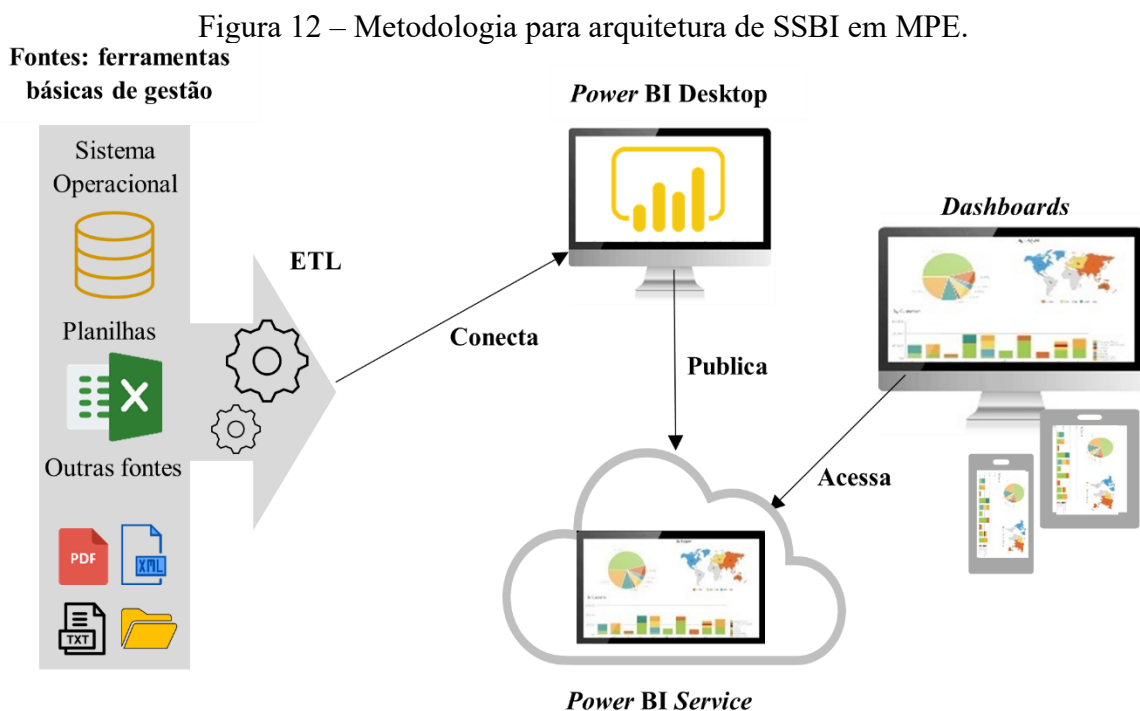 Figura 12 – Metodologia para arquitetura de SSBI em MPE.
Fontes: ferramentas
básicas de gestão
Sistema
Operacional
Planilhas
X
Outras fontes
PDF
XML
TXT
ETL
Conecta
Power BI Desktop
Publica
Dashboards
Acessa
Power BI Service